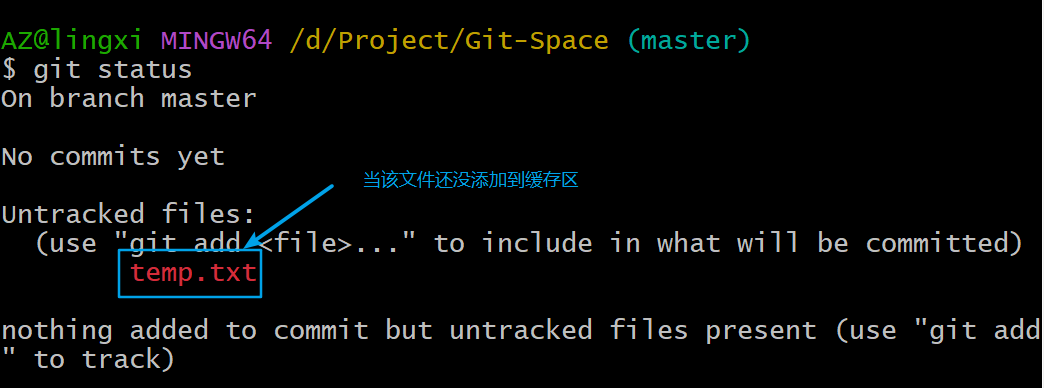 AZ@lingxi MINGW64 /d/Project/Git-Space (master)
$ git status
On branch master
No commits yet
当该文件还没添加到缓存区
Untracked files:
(use "git add <file>..." to include in what will be committed)
temp.txt
nothing added to commit but untracked files present (use "git add
" to track)